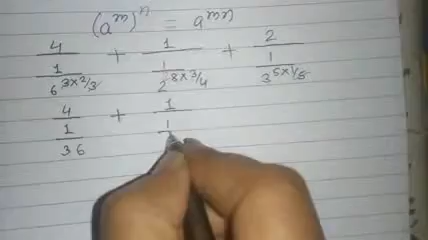 (a^m)^n = a^mn
4/(1/6^(3×2/3)) + 1/(1/2^(8×3/4)) + 2/(1/3^(5×1/5))
4/(1/36) + 1/(1/